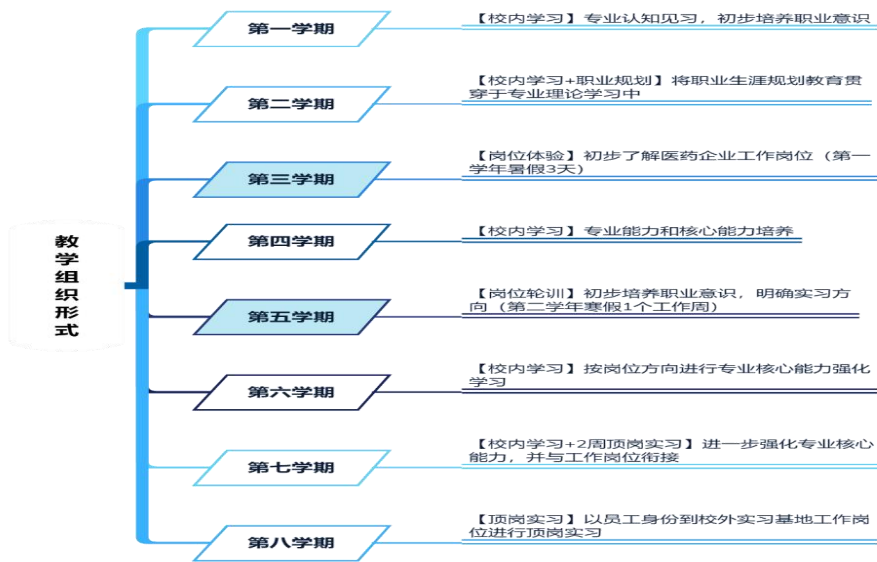 教学组织形式
第一学期
【校内学习】专业认知见习，初步培养职业意识
第二学期
【校内学习+职业规划】将职业生涯规划教育贯
穿于专业理论学习中
第三学期
【岗位体验】初步了解医药企业工作岗位（第一
学年暑假3天）
第四学期
【校内学习】专业能力和核心能力培养
第五学期
【岗位轮训】初步培养职业意识，明确实习方
向（第二学年寒假1个工作周）
第六学期
【校内学习】按岗位方向进行专业核心能力强化
学习
第七学期
【校内学习+2周顶岗实习】进一步强化专业核心
能力，并与工作岗位衔接
第八学期
【顶岗实习】以员工身份到校外实习基地工作岗
位进行顶岗实习